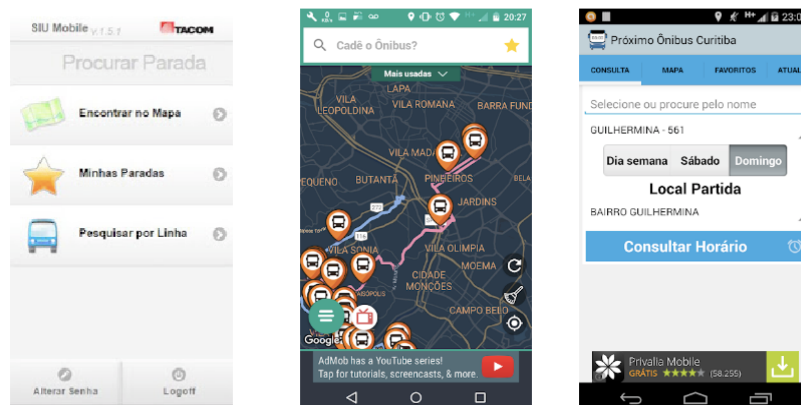 SIU Mobile v.1.5.1
TACOM
Procurar Parada
Encontrar no Mapa
Minhas Paradas
Pesquisar por Linha
Alterar Senha
Logoff
20:27
Cadê o Ônibus?
Mais usadas
LAPA
VILA
LEOPOLDINA
VILA ROMANA
BARRA FUND
VILA MADA
EQUENO
BUTANTÃ
PINHEIROS
BELA
JARDINS
VILA SONIA
VILA OLIMPIA
MOEMA
CIDADE
MONÇÕES
CAMPO BELO
Google
AdMob has a YouTube series!
Tap for tutorials, screencasts, & more.
H+
23:0
Próximo Ônibus Curitiba
CONSULTA
MAPA
FAVORITOS
ATUAL
Selecione ou procure pelo nome
GUILHERMINA - 561
Dia semana
Sábado
Domingo
Local Partida
BAIRRO GUILHERMINA
Consultar Horário
Privalia Mobile
GRÁTIS
(58.255)